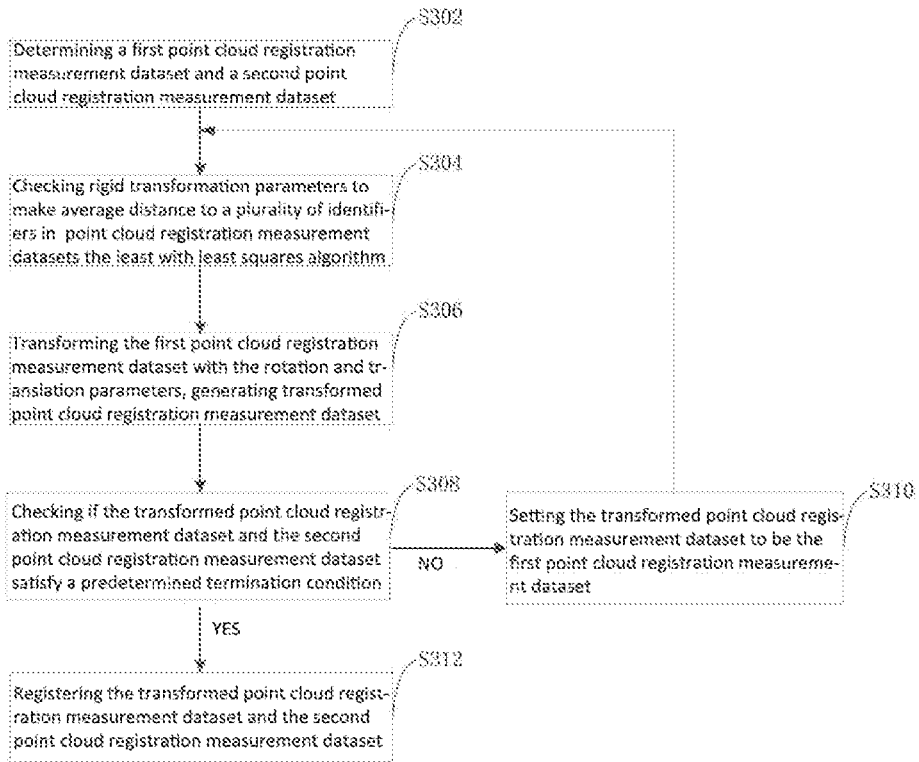 S302
Determining a first point cloud registration
measurement dataset and a second point
cloud registration measurement dataset
S304
Checking rigid transformation parameters to
make average distance to a plurality of identifi-
ers in point cloud registration measurement
datasets the least with least squares algorithm
S306
Transforming the first point cloud registration
measurement dataset with the rotation and tr-
anslation parameters, generating transformed
point cloud registration measurement dataset
S308
Checking if the transformed point cloud registr-
ation measurement dataset and the second
point cloud registration measurement dataset
satisfy a predetermined termination condition
NO
S310
Setting the transformed point cloud regis-
tration measurement dataset to be the
first point cloud registration measureme-
nt dataset
YES
S312
Registering the transformed point cloud regist-
ration measurement dataset and the second
point cloud registration measurement dataset